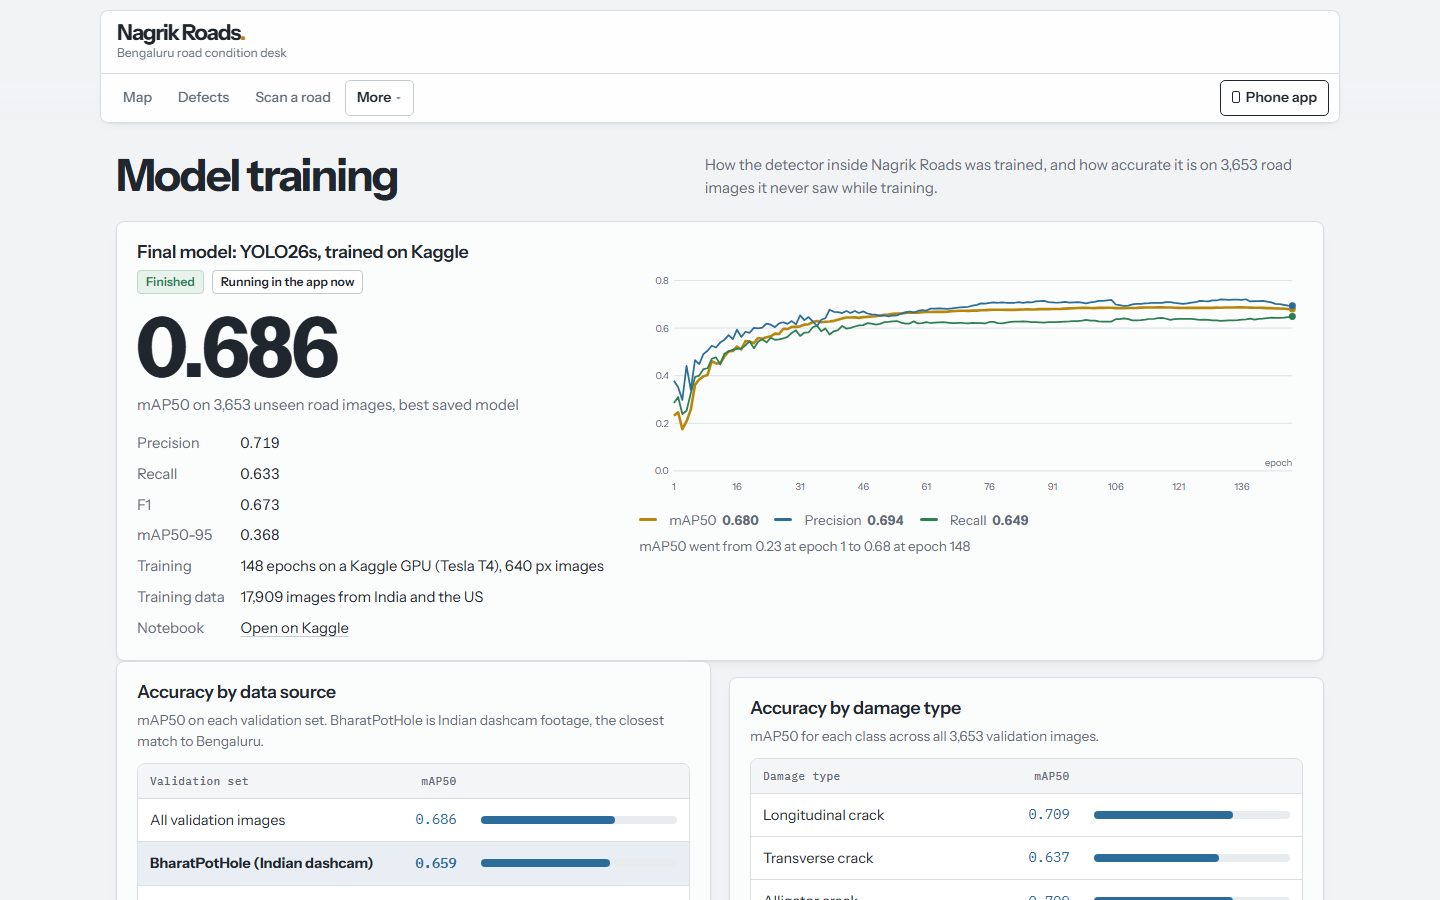 Nagrik Roads.
Bengaluru road condition desk
Map
Defects
Scan a road
More -
Phone app
Model training
How the detector inside Nagrik Roads was trained, and how accurate it is on 3,653 road
images it never saw while training.
Final model: YOLO26s, trained on Kaggle
Finished
Running in the app now
0.686
mAP50 on 3,653 unseen road images, best saved model
Precision 0.719
Recall 0.633
F1 0.673
mAP50-95 0.368
Training 148 epochs on a Kaggle GPU (Tesla T4), 640 px images
Training data 17,909 images from India and the US
Notebook Open on Kaggle
0.8
0.6
0.4
0.2
0.0
epoch
1 16 31 46 61 76 91 106 121 136
mAP50 0.680 Precision 0.694 Recall 0.649
mAP50 went from 0.23 at epoch 1 to 0.68 at epoch 148
Accuracy by data source
mAP50 on each validation set. BharatPotHole is Indian dashcam footage, the closest
match to Bengaluru.
Validation set mAP50
All validation images 0.686
BharatPotHole (Indian dashcam) 0.659
Accuracy by damage type
mAP50 for each class across all 3,653 validation images.
Damage type mAP50
Longitudinal crack 0.709
Transverse crack 0.637
Alligator crack 0.709